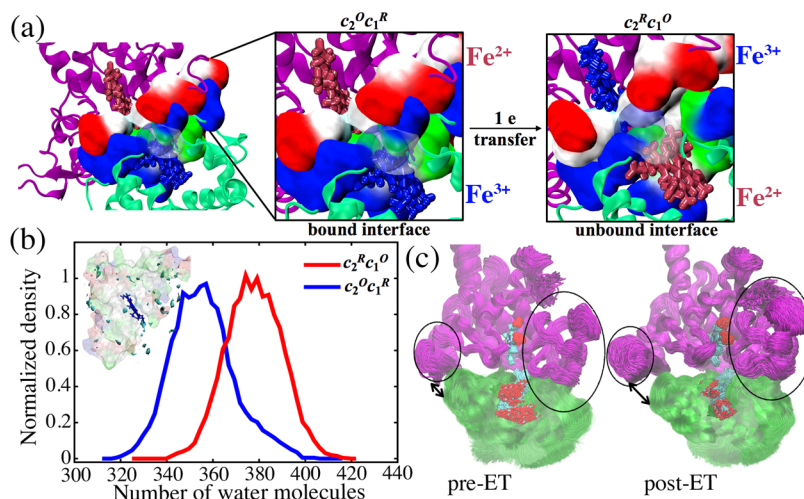 (a)
c₂ᴼc₁ᴿ
c₂ᴿc₁ᴼ
Fe²⁺
Fe³⁺
1 e
transfer
Fe³⁺
Fe²⁺
bound interface
unbound interface
(b)
Normalized density
1
0.8
0.6
0.4
0.2
0
c₂ᴿc₁ᴼ
c₂ᴼc₁ᴿ
300 320 340 360 380 400 420 440
Number of water molecules
(c)
pre-ET
post-ET